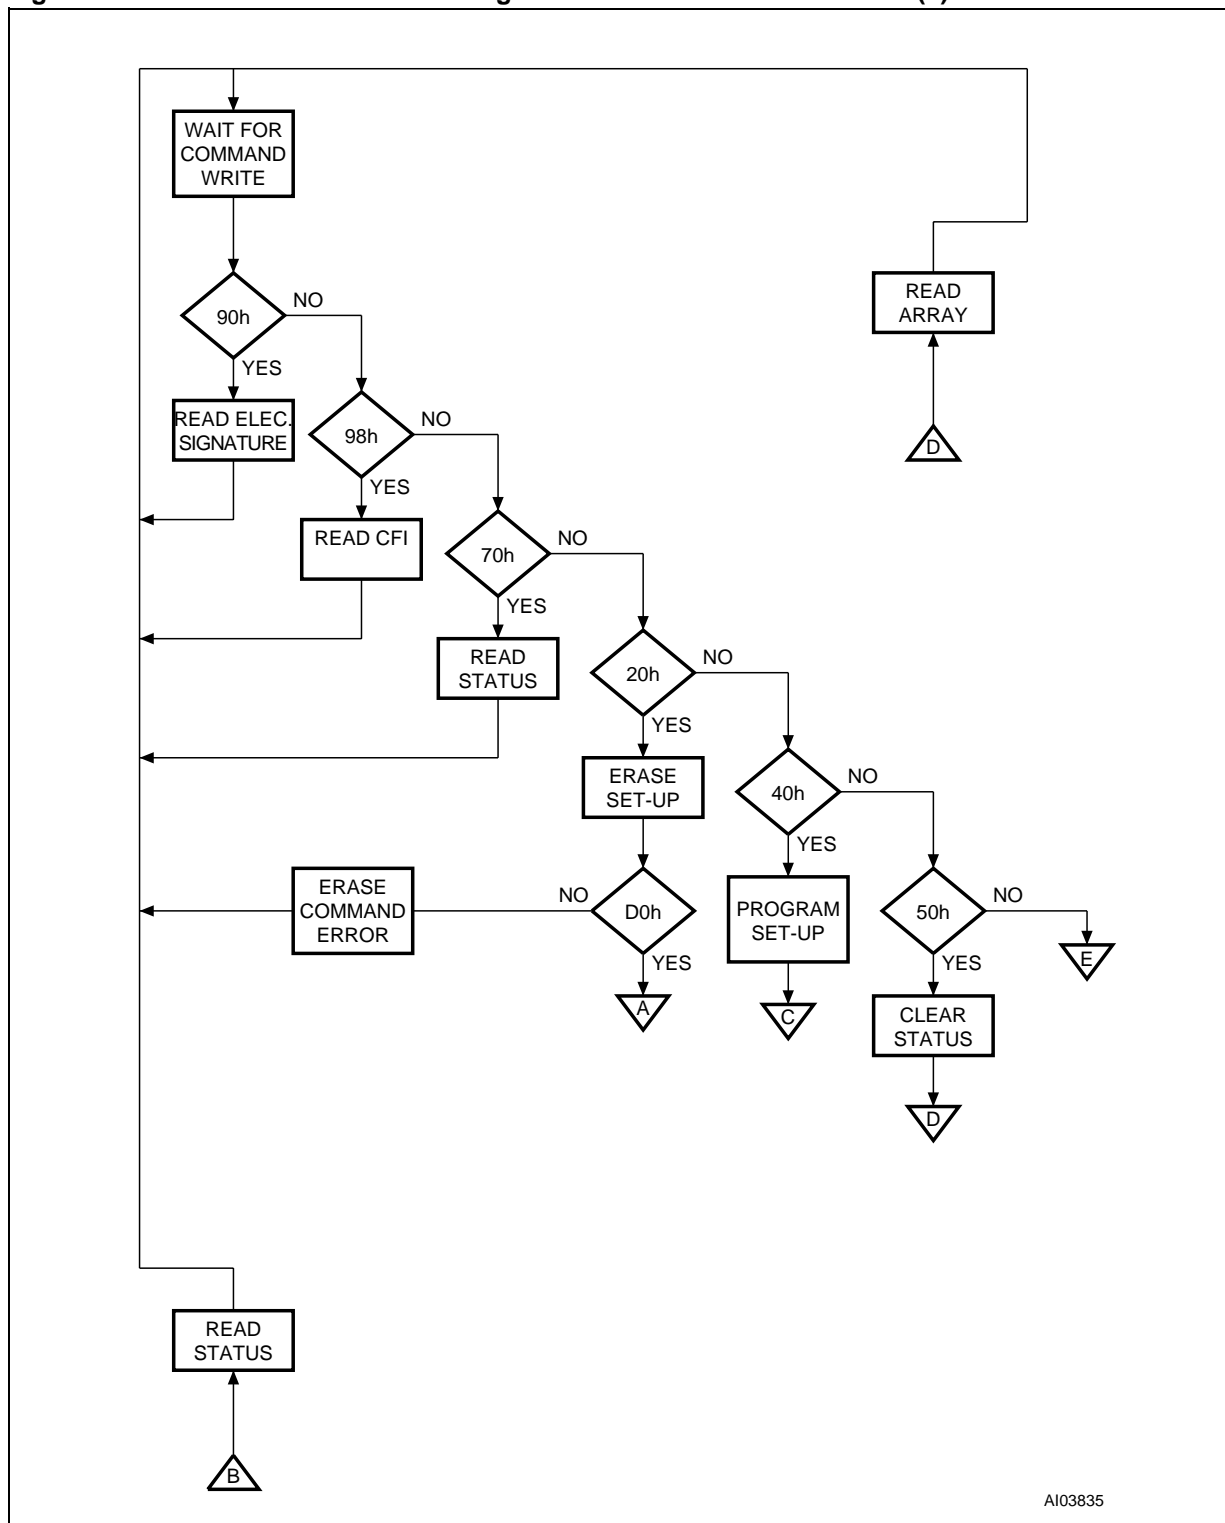 WAIT FOR
COMMAND
WRITE
90h
NO
YES
READ ELEC.
SIGNATURE
98h
NO
YES
READ CFI
READ
ARRAY
D
70h
NO
YES
READ
STATUS
20h
NO
YES
ERASE
SET-UP
40h
NO
YES
ERASE
COMMAND
ERROR
NO
D0h
YES
A
PROGRAM
SET-UP
C
50h
NO
YES
E
CLEAR
STATUS
D
READ
STATUS
B
AI03835